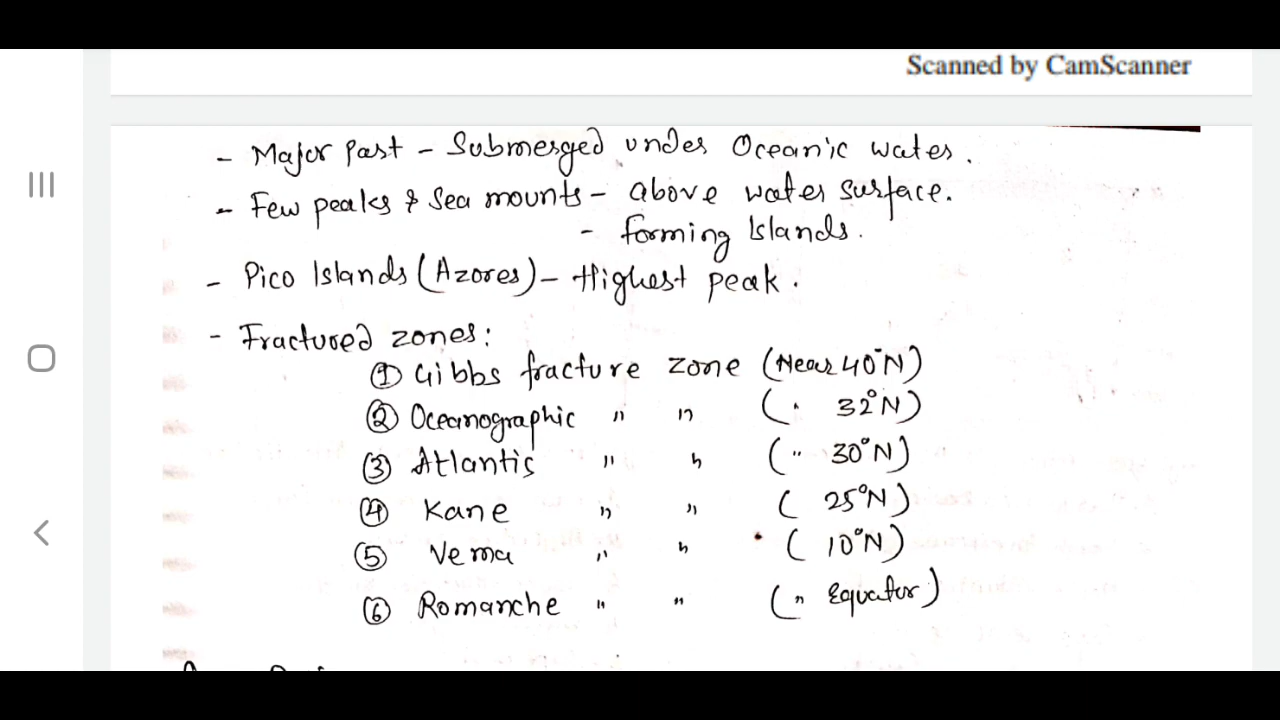 Scanned by CamScanner
- Major Part - Submerged under Oceanic water.
- Few peaks & Sea mounts - above water surface.
- forming Islands.
- Pico Islands (Azores) - Highest peak.
- Fractured zones:
① Gibbs fracture zone (Near 40°N)
② Oceanographic " " ( " 32°N)
③ Atlantis " " ( " 30°N)
④ Kane " " ( 25°N)
⑤ Vema " " ( 10°N)
⑥ Romanche " " ( " Equator)